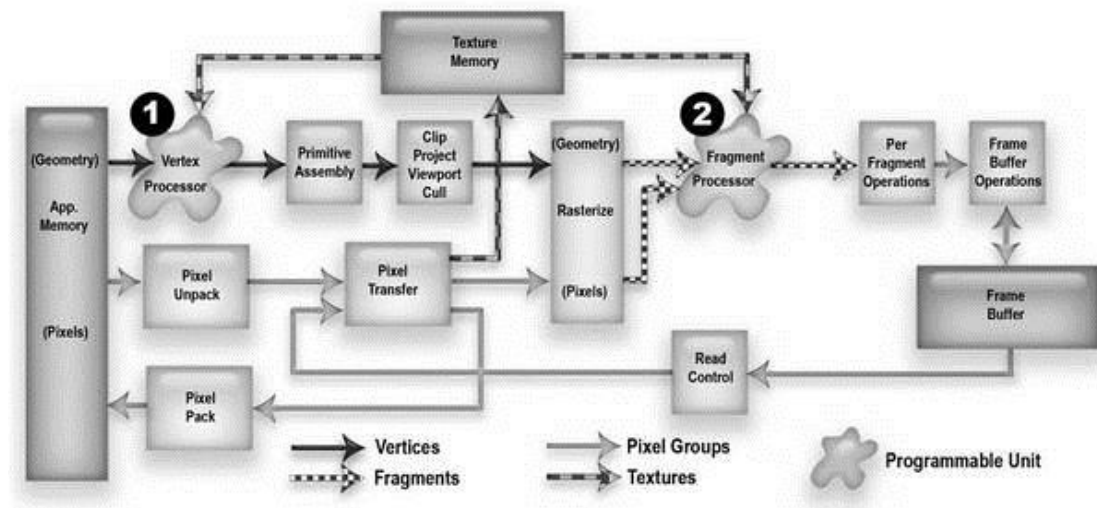 Texture
Memory
1
2
(Geometry)
App.
Memory
(Pixels)
Vertex
Processor
Primitive
Assembly
Clip
Project
Viewport
Cull
(Geometry)
Rasterize
(Pixels)
Fragment
Processor
Per
Fragment
Operations
Frame
Buffer
Operations
Pixel
Unpack
Pixel
Transfer
Frame
Buffer
Read
Control
Pixel
Pack
Vertices
Fragments
Pixel Groups
Textures
Programmable Unit